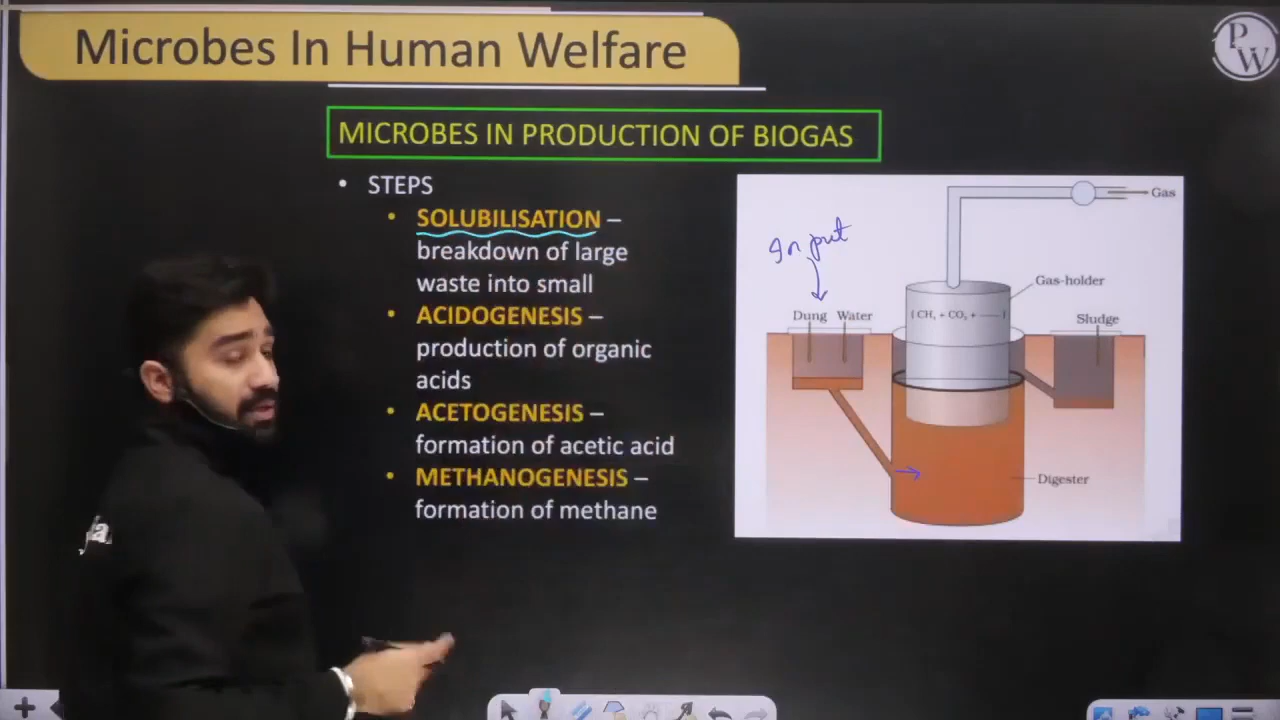 Microbes In Human Welfare
P
W
MICROBES IN PRODUCTION OF BIOGAS
• STEPS
• SOLUBILISATION –
breakdown of large
waste into small
• ACIDOGENESIS –
production of organic
acids
• ACETOGENESIS –
formation of acetic acid
• METHANOGENESIS –
formation of methane
Gas
Input
Gas-holder
Dung Water
Sludge
Digester